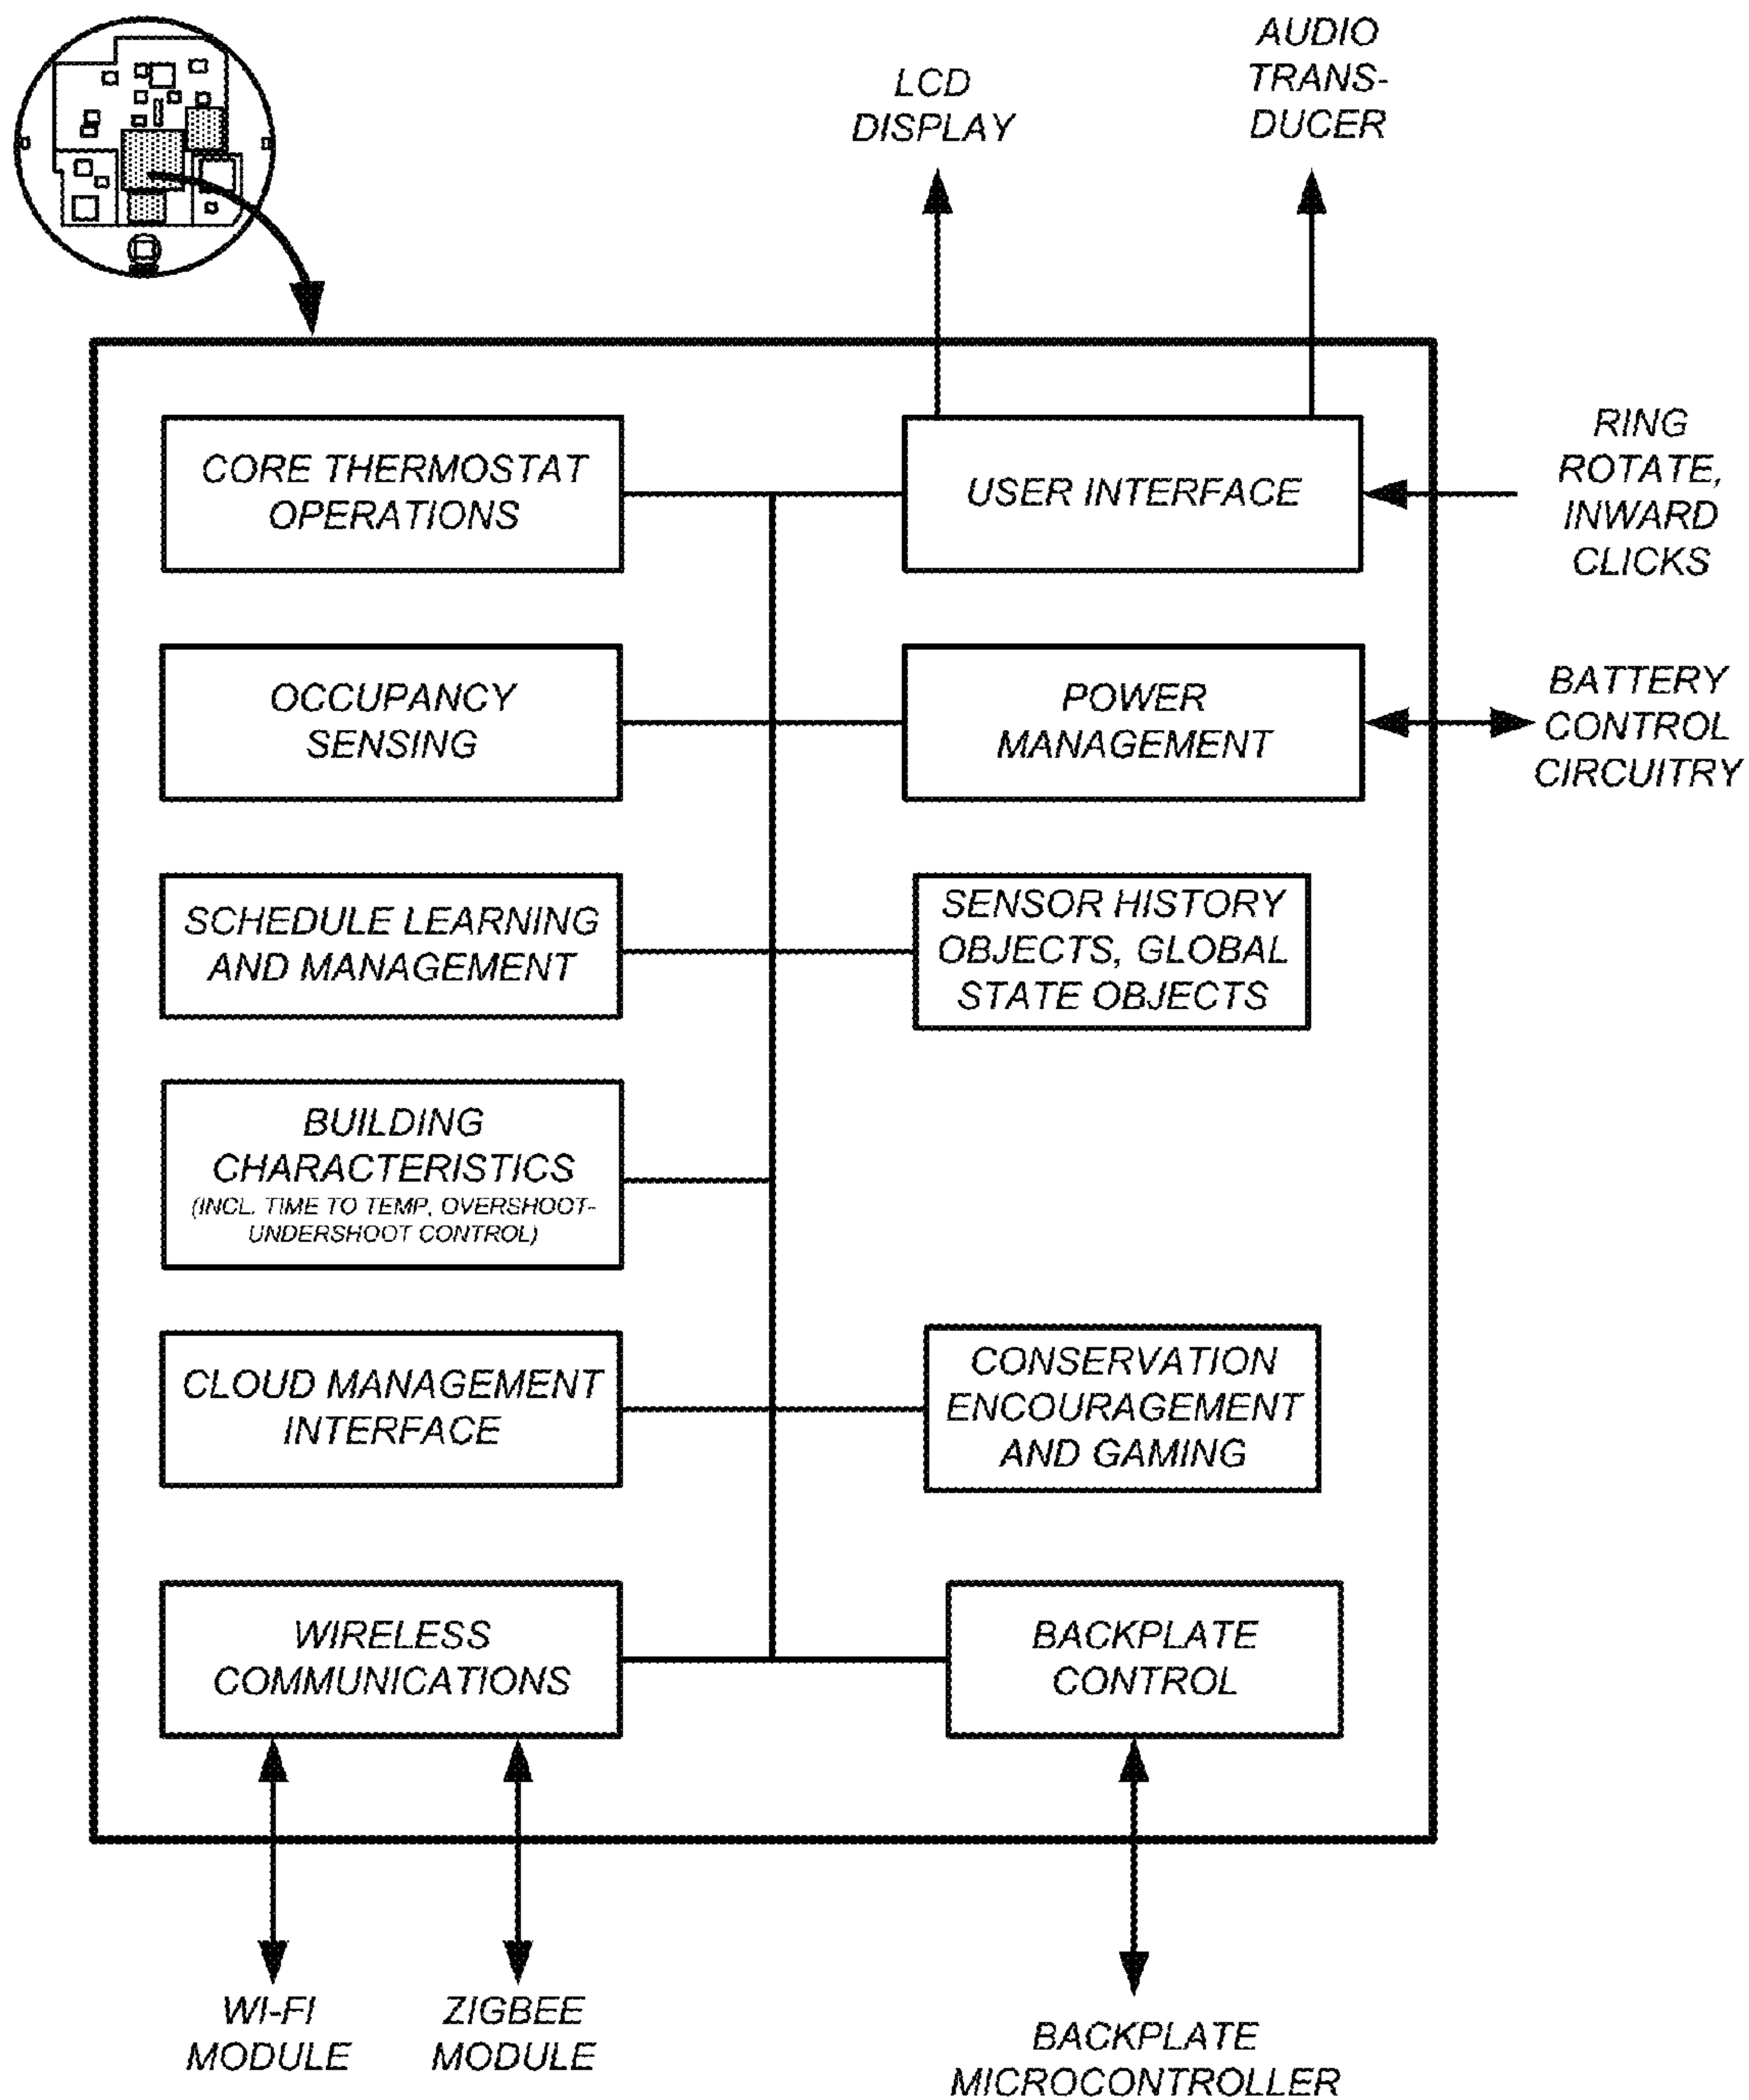 LCD
DISPLAY
AUDIO
TRANS-
DUCER
CORE THERMOSTAT
OPERATIONS
USER INTERFACE
RING
ROTATE,
INWARD
CLICKS
OCCUPANCY
SENSING
POWER
MANAGEMENT
BATTERY
CONTROL
CIRCUITRY
SCHEDULE LEARNING
AND MANAGEMENT
SENSOR HISTORY
OBJECTS, GLOBAL
STATE OBJECTS
BUILDING
CHARACTERISTICS
(INCL. TIME TO TEMP, OVERSHOOT-
UNDERSHOOT CONTROL)
CLOUD MANAGEMENT
INTERFACE
CONSERVATION
ENCOURAGEMENT
AND GAMING
WIRELESS
COMMUNICATIONS
BACKPLATE
CONTROL
WI-FI
MODULE
ZIGBEE
MODULE
BACKPLATE
MICROCONTROLLER